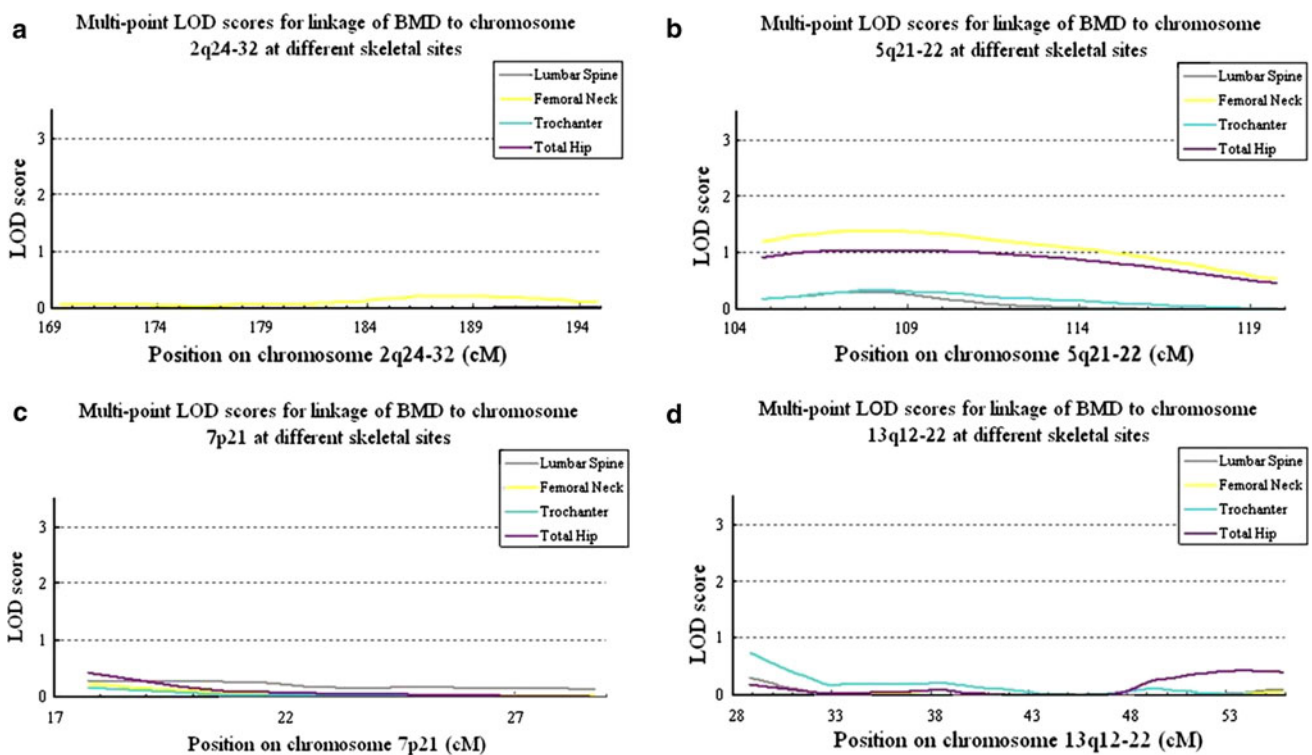 a
Multi-point LOD scores for linkage of BMD to chromosome
2q24-32 at different skeletal sites
Lumbar Spine
Femoral Neck
Trochanter
Total Hip
LOD score
3
2
1
0
169 174 179 184 189 194
Position on chromosome 2q24-32 (cM)
b
Multi-point LOD scores for linkage of BMD to chromosome
5q21-22 at different skeletal sites
Lumbar Spine
Femoral Neck
Trochanter
Total Hip
LOD score
3
2
1
0
104 109 114 119
Position on chromosome 5q21-22 (cM)
c
Multi-point LOD scores for linkage of BMD to chromosome
7p21 at different skeletal sites
Lumbar Spine
Femoral Neck
Trochanter
Total Hip
LOD score
3
2
1
0
17 22 27
Position on chromosome 7p21 (cM)
d
Multi-point LOD scores for linkage of BMD to chromosome
13q12-22 at different skeletal sites
Lumbar Spine
Femoral Neck
Trochanter
Total Hip
LOD score
3
2
1
0
28 33 38 43 48 53
Position on chromosome 13q12-22 (cM)